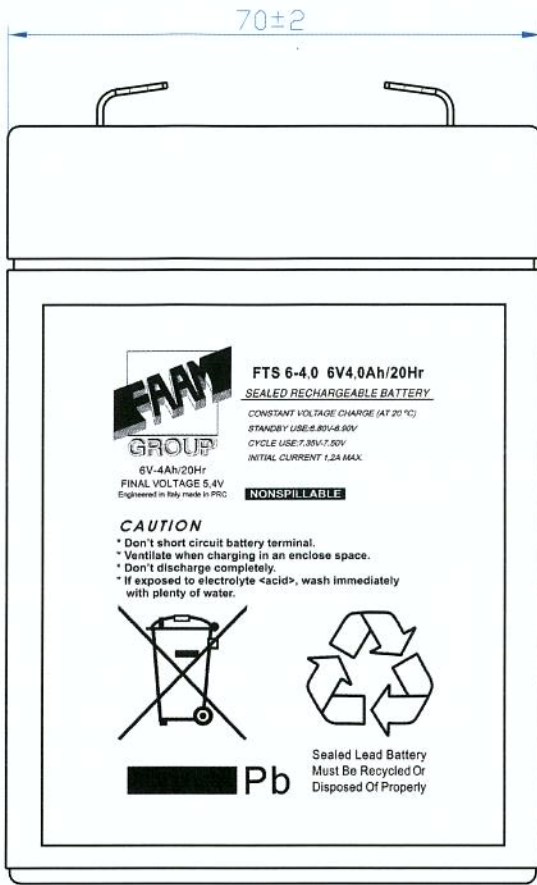 70±2
FAAM
GROUP
6V-4Ah/20Hr
FINAL VOLTAGE 5,4V
Engineered in Italy made in PRC
FTS 6-4,0 6V4,0Ah/20Hr
SEALED RECHARGEABLE BATTERY
CONSTANT VOLTAGE CHARGE (AT 20 °C)
STANDBY USE:6.80V-6.90V
CYCLE USE:7.35V-7.50V
INITIAL CURRENT 1,2A MAX.
NONSPILLABLE
CAUTION
* Don't short circuit battery terminal.
* Ventilate when charging in an enclose space.
* Don't discharge completely.
* If exposed to electrolyte <acid>, wash immediately
with plenty of water.
Pb
Sealed Lead Battery
Must Be Recycled Or
Disposed Of Properly